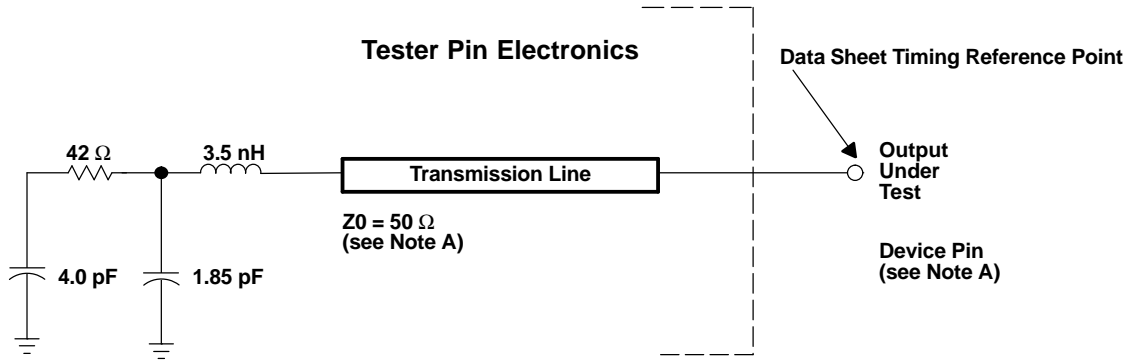 Tester Pin Electronics
Data Sheet Timing Reference Point
42 Ω
3.5 nH
Transmission Line
Output
Under
Test
Z0 = 50 Ω
(see Note A)
Device Pin
(see Note A)
4.0 pF
1.85 pF